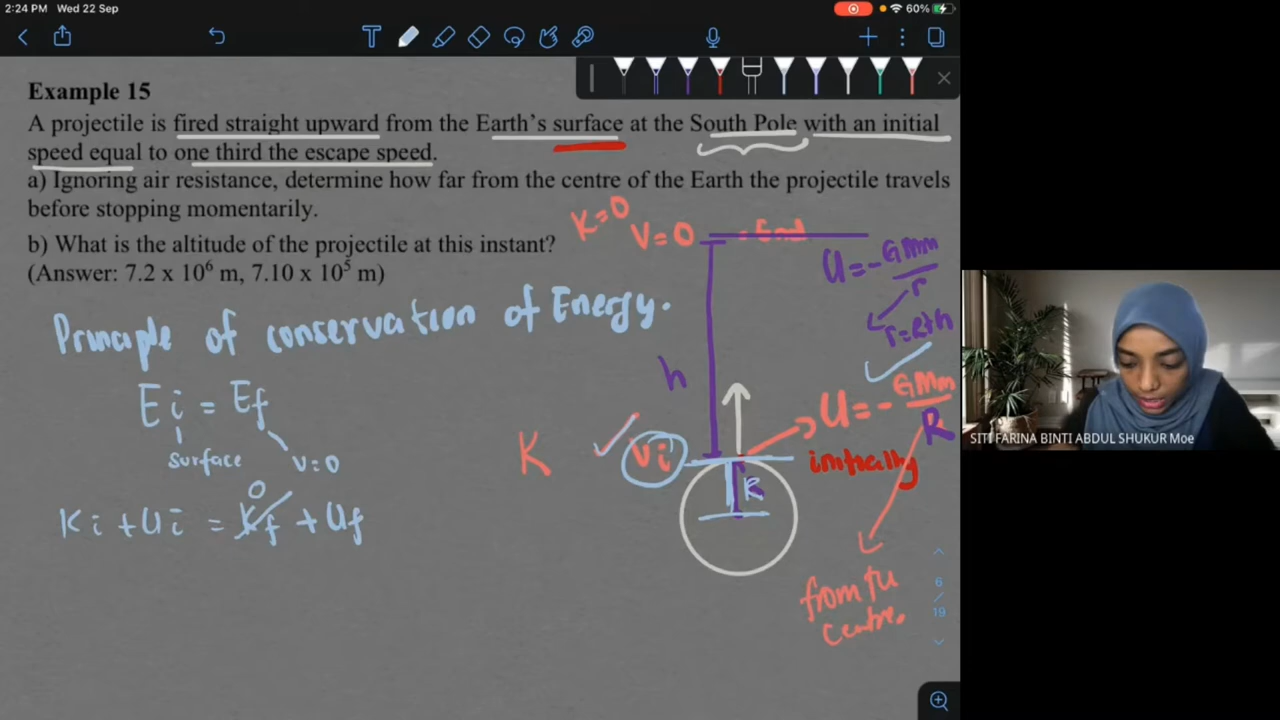 2:24 PM Wed 22 Sep
60%
Example 15
A projectile is fired straight upward from the Earth's surface at the South Pole with an initial
speed equal to one third the escape speed.
a) Ignoring air resistance, determine how far from the centre of the Earth the projectile travels
before stopping momentarily.
b) What is the altitude of the projectile at this instant?
(Answer: 7.2 x 10⁶ m, 7.10 x 10⁵ m)
K=0
V=0
End
U=-GMm/r
r=R+h
Principle of conservation of Energy.
Ei = Ef
surface
V=0
h
K
Vi
U=-GMm/R
initially
R
Ki + Ui = Kf + Uf
0
from the
centre.
6/19
SITI FARINA BINTI ABDUL SHUKUR Moe